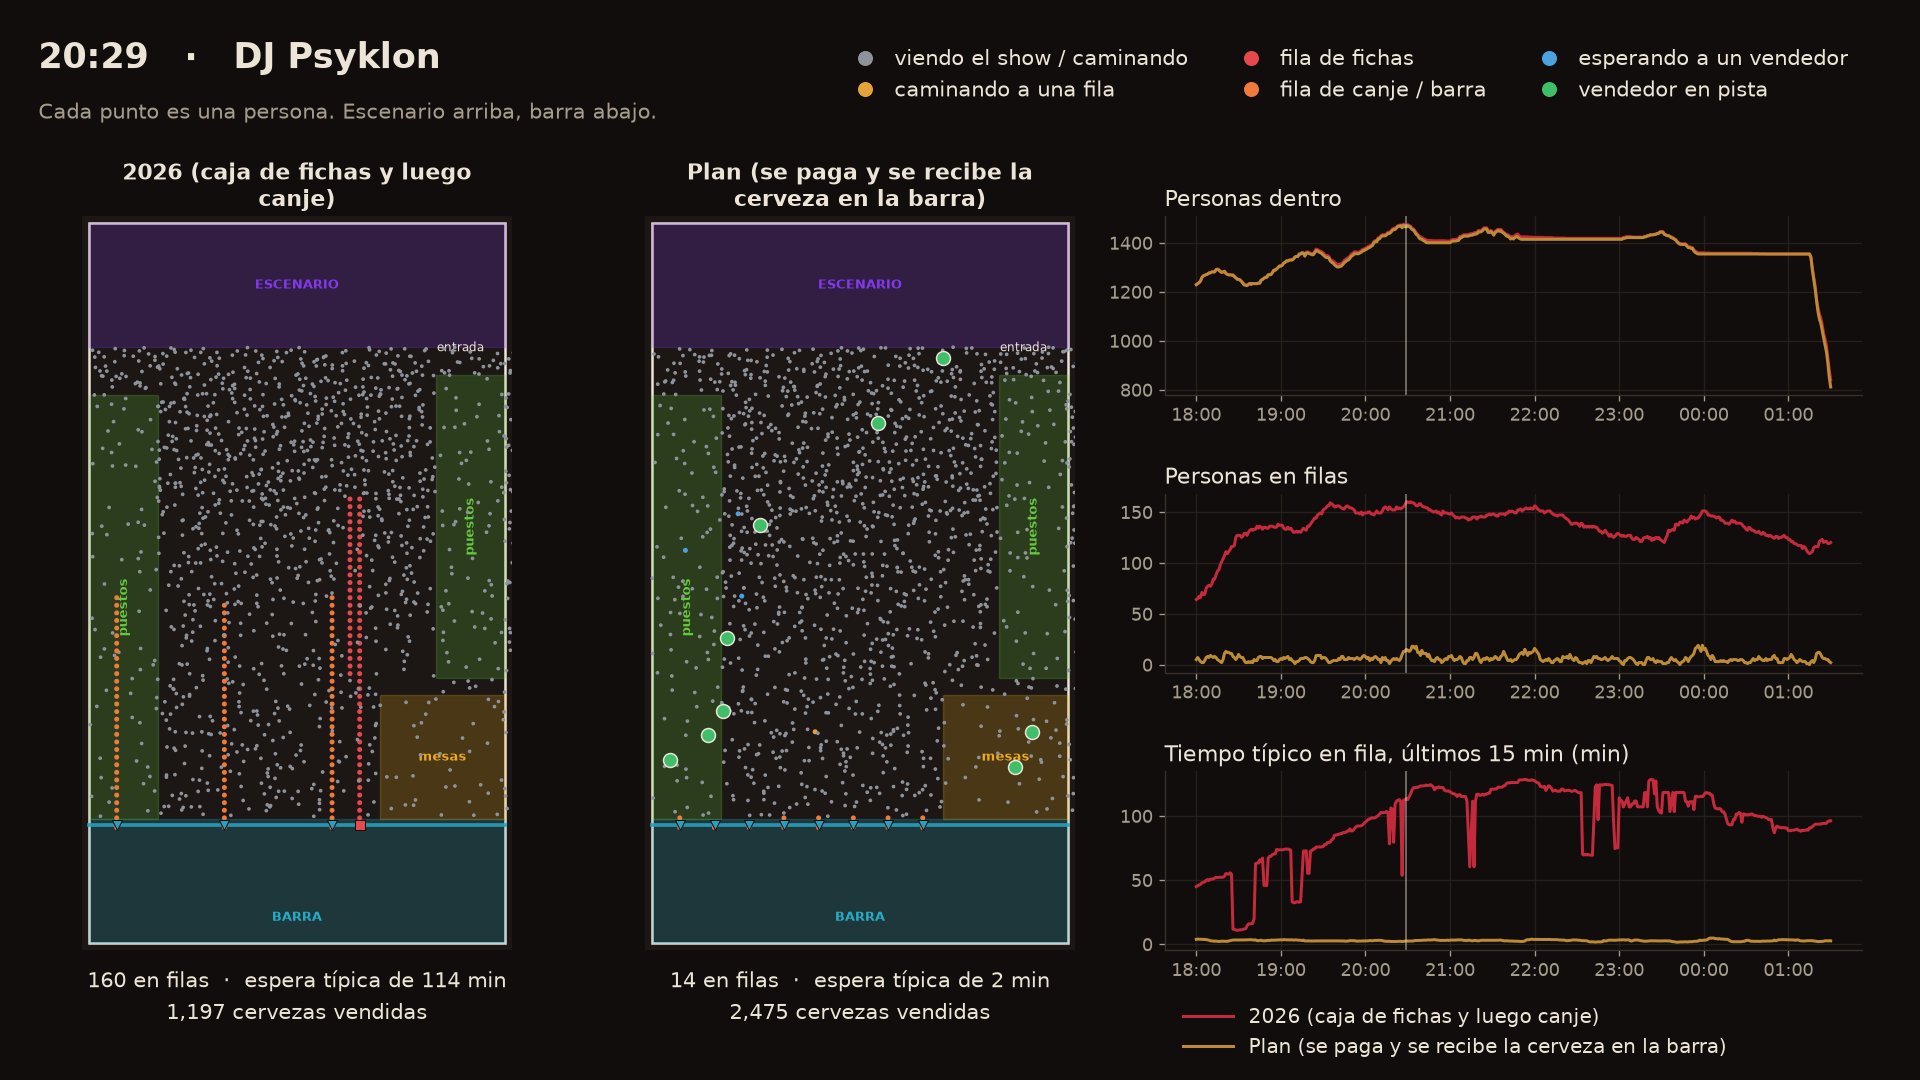 20:29 · DJ Psyklon
Cada punto es una persona. Escenario arriba, barra abajo.
viendo el show / caminando
caminando a una fila
fila de fichas
fila de canje / barra
esperando a un vendedor
vendedor en pista
2026 (caja de fichas y luego
canje)
ESCENARIO
entrada
puestos
puestos
mesas
BARRA
160 en filas · espera típica de 114 min
1,197 cervezas vendidas
Plan (se paga y se recibe la
cerveza en la barra)
ESCENARIO
entrada
puestos
puestos
mesas
BARRA
14 en filas · espera típica de 2 min
2,475 cervezas vendidas
Personas dentro
1400
1200
1000
800
18:00 19:00 20:00 21:00 22:00 23:00 00:00 01:00
Personas en filas
150
100
50
0
18:00 19:00 20:00 21:00 22:00 23:00 00:00 01:00
Tiempo típico en fila, últimos 15 min (min)
100
50
0
18:00 19:00 20:00 21:00 22:00 23:00 00:00 01:00
2026 (caja de fichas y luego canje)
Plan (se paga y se recibe la cerveza en la barra)